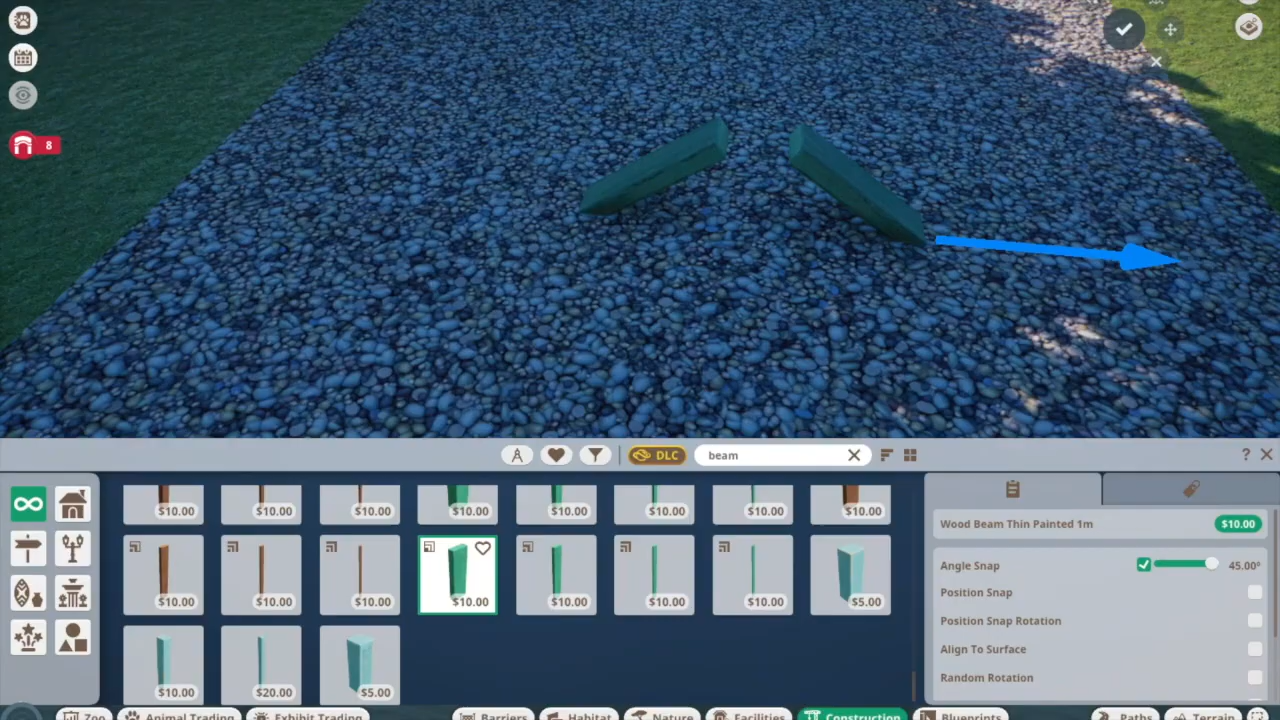 8
DLC
beam
?
$10.00 $10.00 $10.00 $10.00 $10.00 $10.00 $10.00 $10.00
$10.00 $10.00 $10.00 $10.00 $10.00 $10.00 $10.00 $5.00
$10.00 $20.00 $5.00
Wood Beam Thin Painted 1m $10.00
Angle Snap 45.00°
Position Snap
Position Snap Rotation
Align To Surface
Random Rotation
Zoo Animal Trading Exhibit Trading Barriers Habitat Nature Facilities Construction Blueprints Paths Terrain